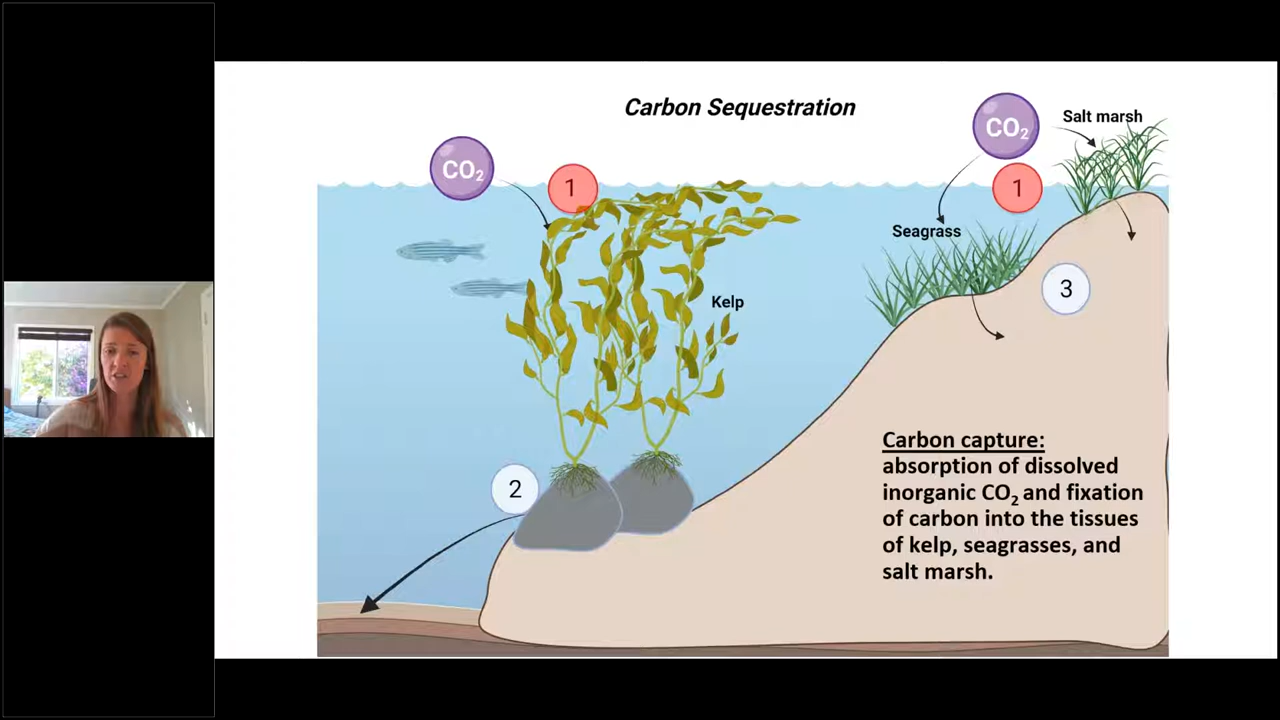 Carbon Sequestration
CO₂
1
CO₂
Salt marsh
1
Seagrass
3
Kelp
2
Carbon capture:
absorption of dissolved
inorganic CO₂ and fixation
of carbon into the tissues
of kelp, seagrasses, and
salt marsh.